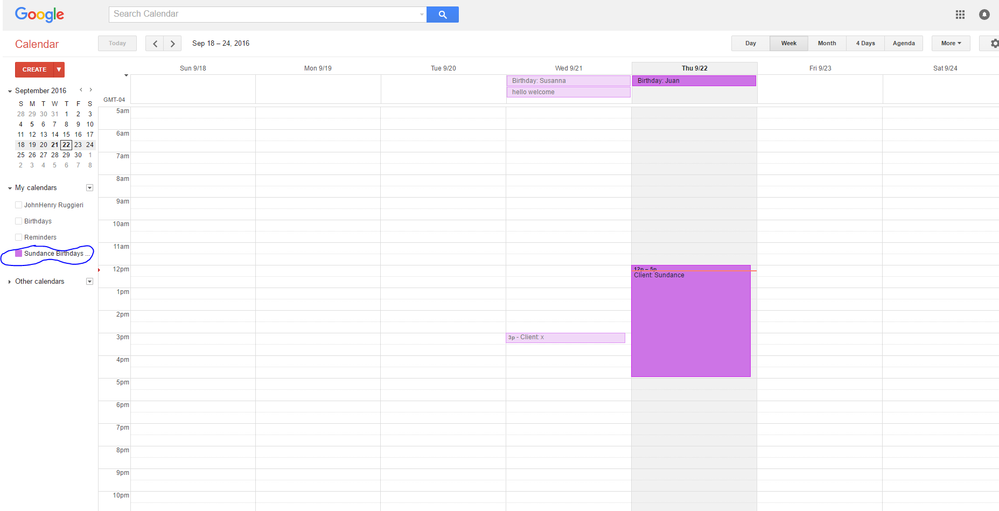 Google
Search Calendar
Calendar
Today
Sep 18 – 24, 2016
Day Week Month 4 Days Agenda
More
CREATE
September 2016
S M T W T F S
28 29 30 31 1 2 3
4 5 6 7 8 9 10
11 12 13 14 15 16 17
18 19 20 21 22 23 24
25 26 27 28 29 30 1
2 3 4 5 6 7 8
My calendars
JohnHenry Ruggieri
Birthdays
Reminders
Sundance Birthdays ...
Other calendars
Sun 9/18 Mon 9/19 Tue 9/20 Wed 9/21 Thu 9/22 Fri 9/23 Sat 9/24
Birthday: Susanna
Birthday: Juan
hello welcome
GMT-04
5am
6am
7am
8am
9am
10am
11am
12pm
12p – 5p
Client: Sundance
1pm
2pm
3pm
3p - Client: x
4pm
5pm
6pm
7pm
8pm
9pm
10pm